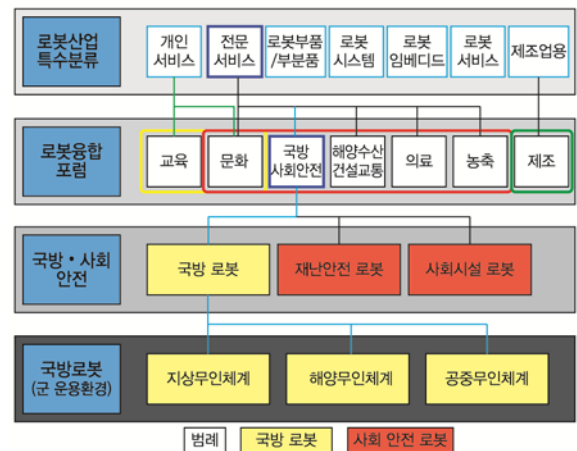 로봇산업
특수분류
개인
서비스
전문
서비스
로봇부품
/부분품
로봇
시스템
로봇
임베디드
로봇
서비스
제조업용
로봇융합
포럼
교육
문화
국방
사회안전
해양수산
건설교통
의료
농축
제조
국방·사회
안전
국방 로봇
재난안전 로봇
사회시설 로봇
국방로봇
(군 운용환경)
지상무인체계
해양무인체계
공중무인체계
범례
국방 로봇
사회 안전 로봇